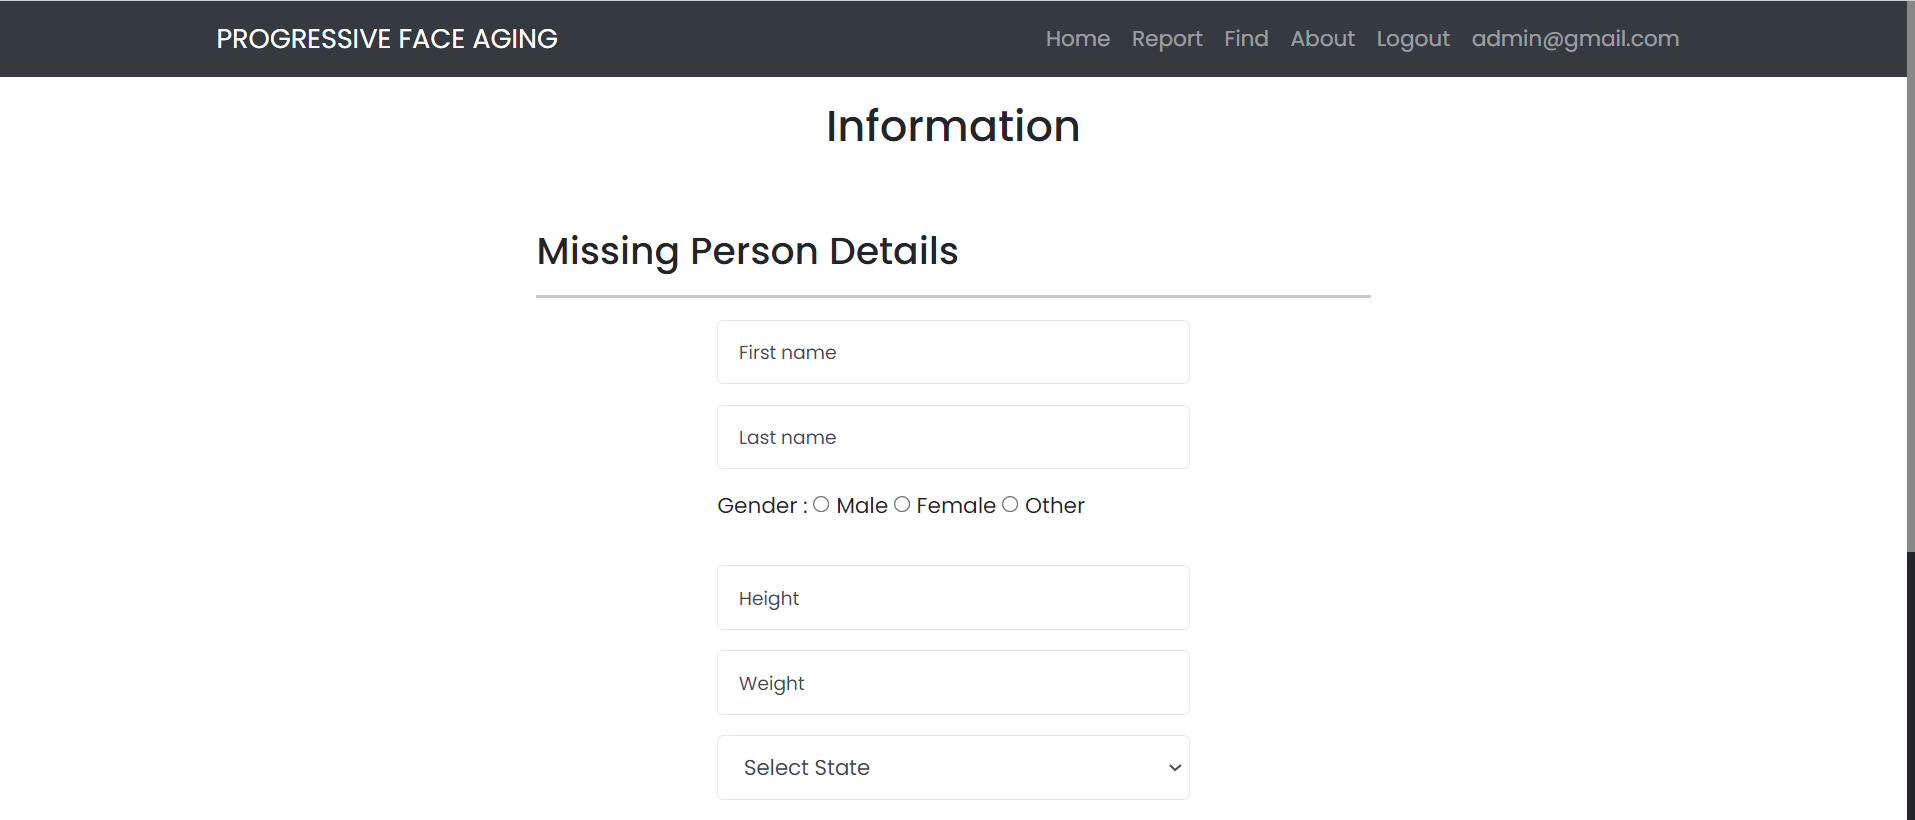 PROGRESSIVE FACE AGING Home Report Find About Logout admin@gmail.com
Information
Missing Person Details
First name
Last name
Gender : Male Female Other
Height
Weight
Select State